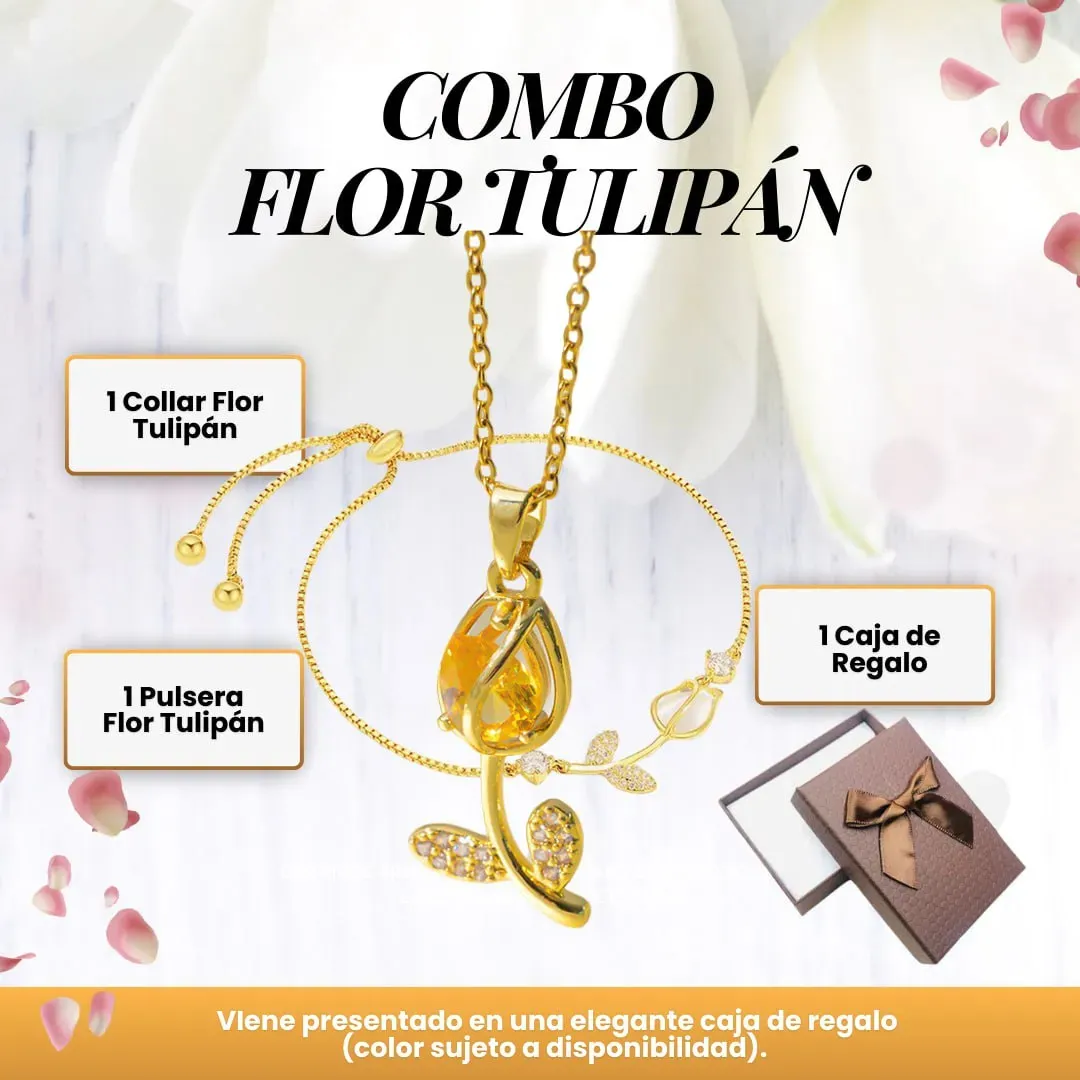 COMBO
FLOR TULIPÁN
1 Collar Flor
Tulipán
1 Pulsera
Flor Tulipán
1 Caja de
Regalo
VIene presentado en una elegante caja de regalo
(color sujeto a disponibilidad).